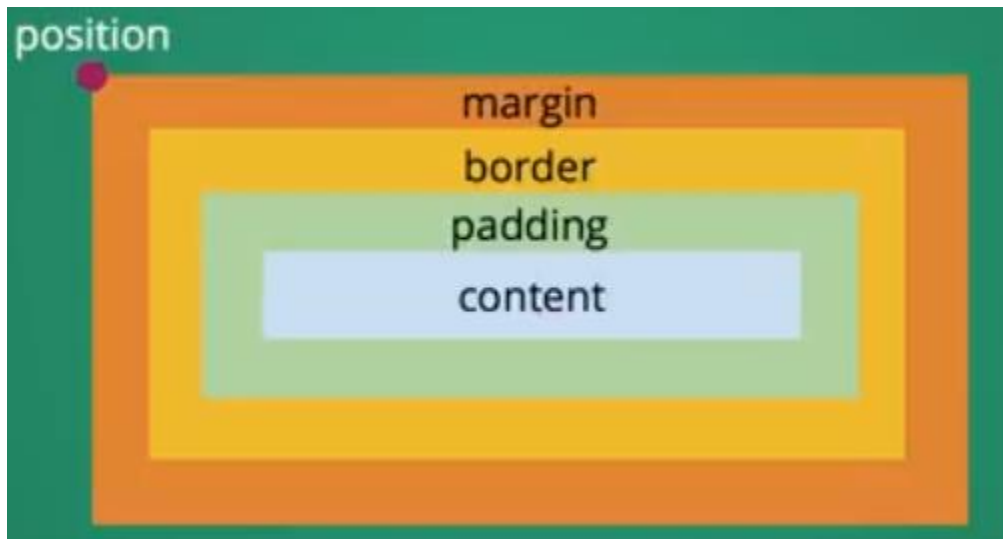 position
margin
border
padding
content